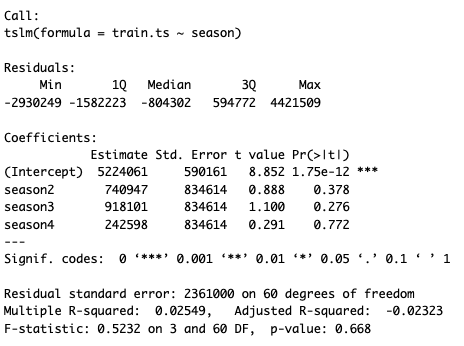 Call:
tslm(formula = train.ts ~ season)
Residuals:
Min 1Q Median 3Q Max
-2930249 -1582223 -804302 594772 4421509
Coefficients:
Estimate Std. Error t value Pr(>|t|)
(Intercept) 5224061 590161 8.852 1.75e-12 ***
season2 740947 834614 0.888 0.378
season3 918101 834614 1.100 0.276
season4 242598 834614 0.291 0.772
---
Signif. codes: 0 ‘***’ 0.001 ‘**’ 0.01 ‘*’ 0.05 ‘.’ 0.1 ‘ ’ 1
Residual standard error: 2361000 on 60 degrees of freedom
Multiple R-squared: 0.02549, Adjusted R-squared: -0.02323
F-statistic: 0.5232 on 3 and 60 DF, p-value: 0.668